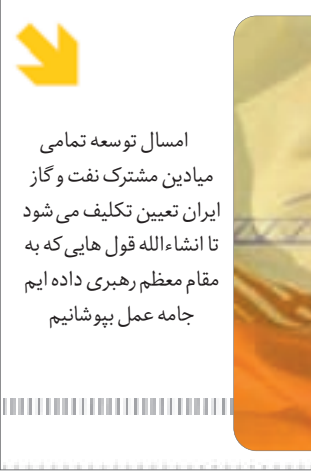 امسال توسعه تمامی
میادین مشترک نفت و گاز
ایران تعیین تکلیف می شود
تا انشاءالله قول هایی که به
مقام معظم رهبری داده ایم
جامه عمل بپوشانیم